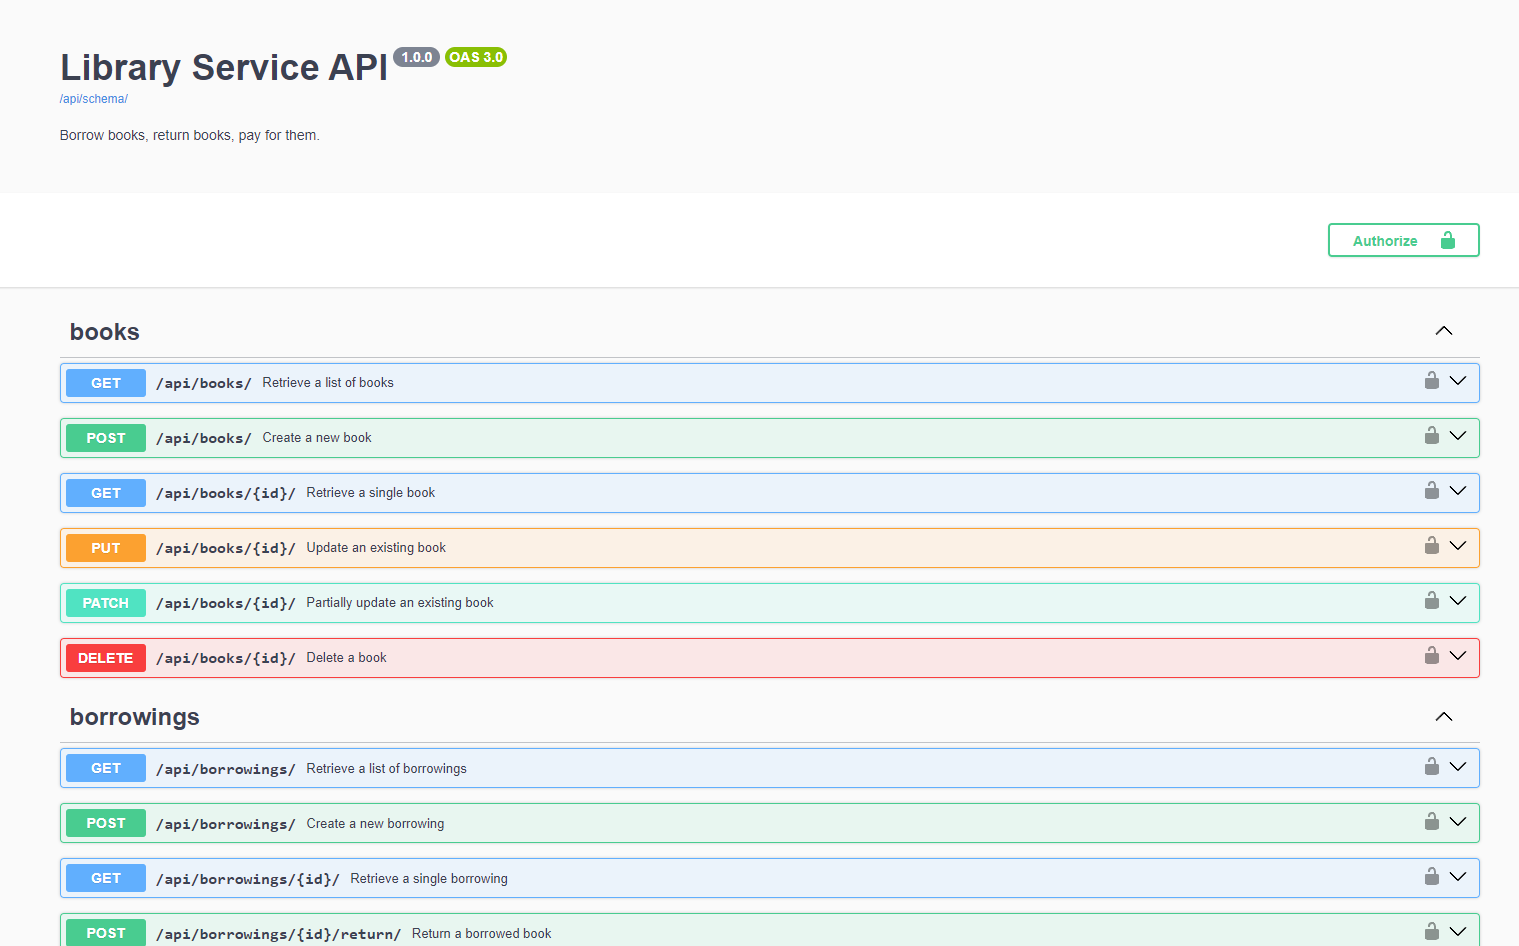 Library Service API 1.0.0 OAS 3.0
/api/schema/
Borrow books, return books, pay for them.
Authorize
books
GET /api/books/ Retrieve a list of books
POST /api/books/ Create a new book
GET /api/books/{id}/ Retrieve a single book
PUT /api/books/{id}/ Update an existing book
PATCH /api/books/{id}/ Partially update an existing book
DELETE /api/books/{id}/ Delete a book
borrowings
GET /api/borrowings/ Retrieve a list of borrowings
POST /api/borrowings/ Create a new borrowing
GET /api/borrowings/{id}/ Retrieve a single borrowing
POST /api/borrowings/{id}/return/ Return a borrowed book